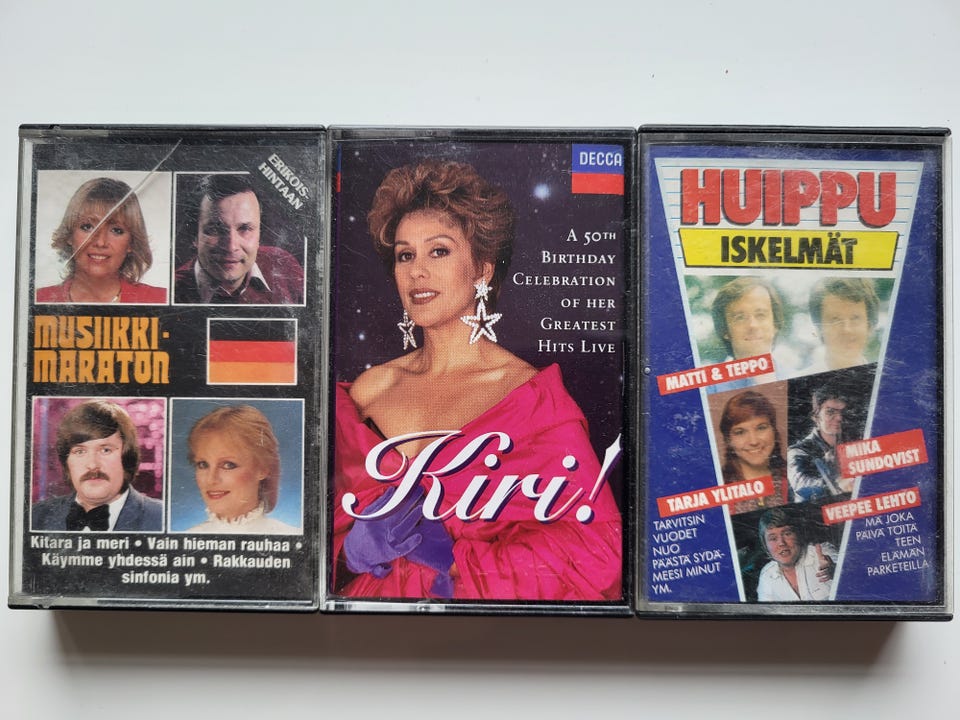 ERIKOIS
HINTAAN
MUSIIKKI-
MARATON
Kitara ja meri • Vain hieman rauhaa •
Käymme yhdessä ain • Rakkauden
sinfonia ym.
DECCA
A 50TH
BIRTHDAY
CELEBRATION
OF HER
GREATEST
HITS LIVE
Kiri!
HUIPPU
ISKELMÄT
MATTI & TEPPO
MIKA
SUNDQVIST
TARJA YLITALO
VEEPEE LEHTO
TARVITSIN
VUODET
NUO
PÄÄSTÄ SYDÄ-
MEESI MINUT
YM.
MÄ JOKA
PÄIVÄ TÖITÄ
TEEN
ELÄMÄN
PARKETEILLA